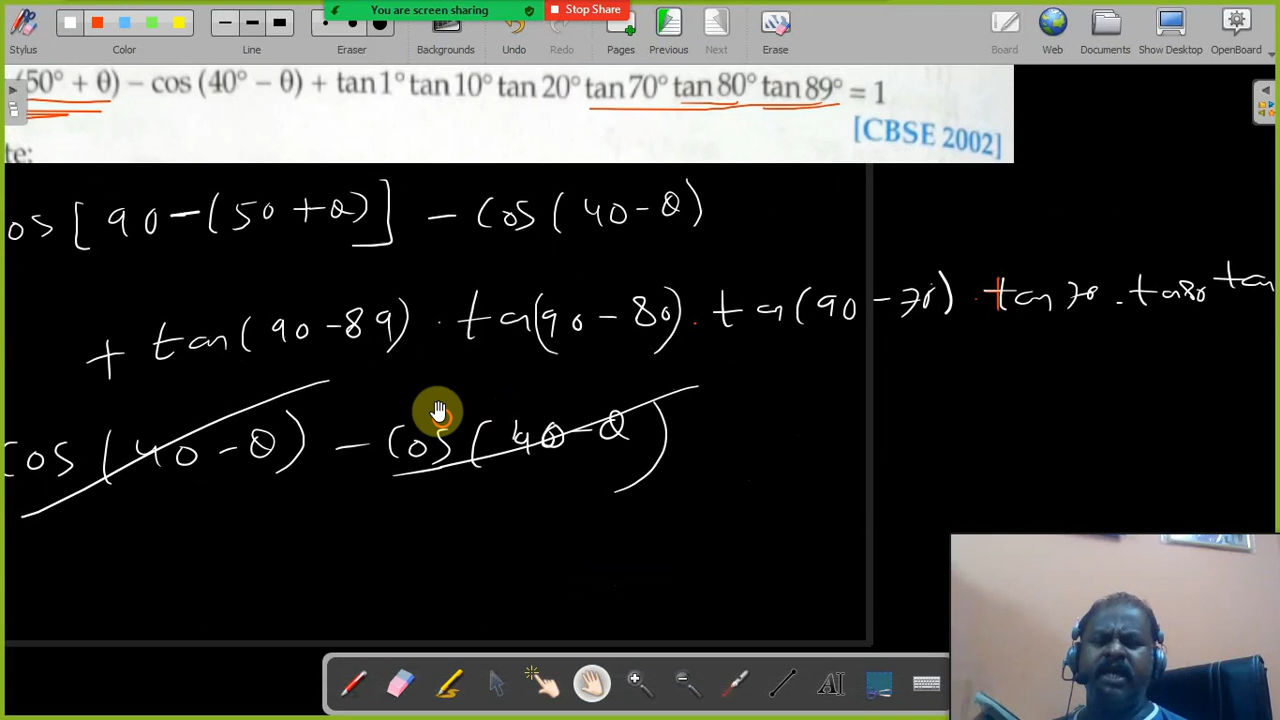 You are screen sharing Stop Share
Stylus Color Line Eraser Backgrounds Undo Redo Pages Previous Next Erase Board Web Documents Show Desktop OpenBoard
(50° + θ) − cos (40° − θ) + tan 1° tan 10° tan 20° tan 70° tan 80° tan 89° = 1
[CBSE 2002]
te:
os [ 90 − (50 + θ) ] − Cos ( 40 − θ )
+ tan ( 90 − 89 ) · tan (90 − 80) · tan (90 − 70) · tan 70 · tan 80 tan
Cos ( 40 − θ ) − Cos ( 40 − θ )
AI